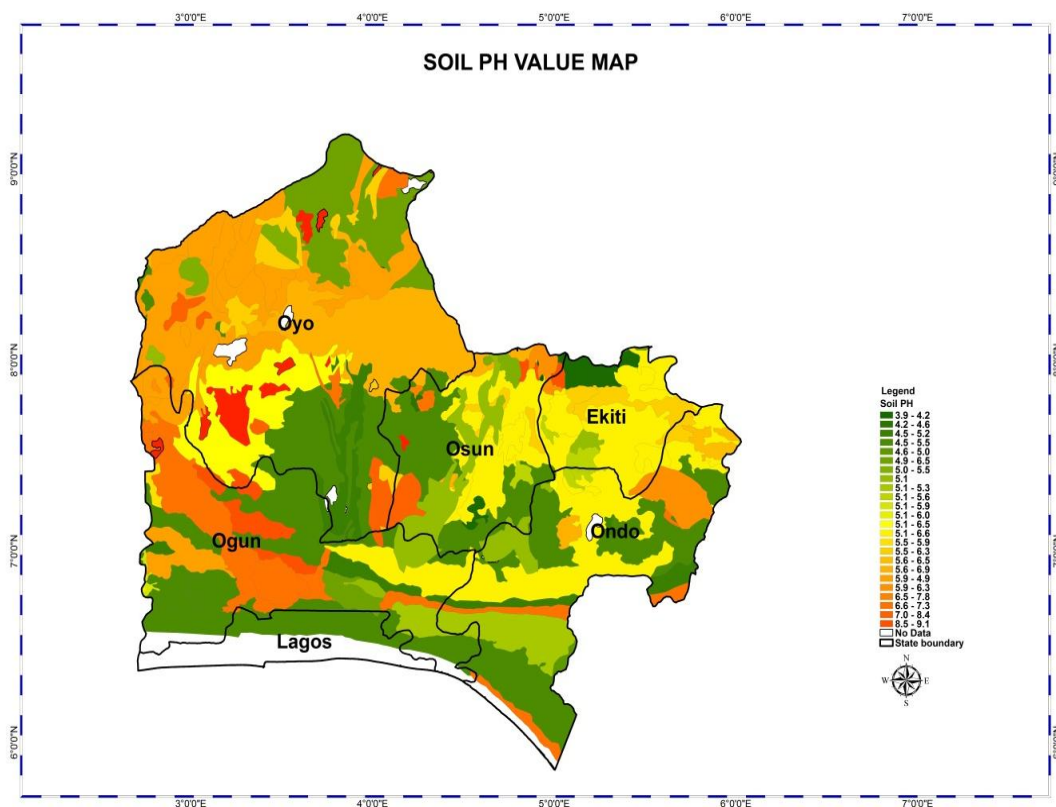 3°0'0"E 4°0'0"E 5°0'0"E 6°0'0"E 7°0'0"E
SOIL PH VALUE MAP
9°0'0"N
8°0'0"N
7°0'0"N
6°0'0"N
Oyo
Ekiti
Osun
Ondo
Ogun
Lagos
Legend
Soil PH
3.9 - 4.2
4.2 - 4.6
4.5 - 5.2
4.5 - 5.5
4.6 - 5.0
4.9 - 6.5
5.0 - 5.5
5.1
5.1 - 5.3
5.1 - 5.6
5.1 - 5.9
5.1 - 6.0
5.1 - 6.5
5.1 - 6.6
5.5 - 5.9
5.5 - 6.3
5.6 - 6.5
5.6 - 6.9
5.9 - 4.9
5.9 - 6.3
6.5 - 7.8
6.6 - 7.3
7.0 - 8.4
8.5 - 9.1
No Data
State boundary
N
W E
S
3°0'0"E 4°0'0"E 5°0'0"E 6°0'0"E 7°0'0"E